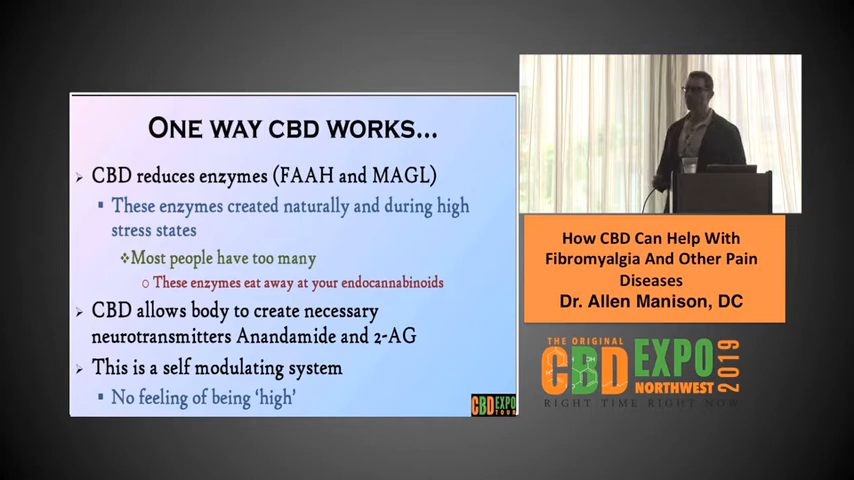 ONE WAY CBD WORKS...
CBD reduces enzymes (FAAH and MAGL)
These enzymes created naturally and during high
stress states
Most people have too many
These enzymes eat away at your endocannabinoids
CBD allows body to create necessary
neurotransmitters Anandamide and 2-AG
This is a self modulating system
No feeling of being ‘high’
CBD EXPO
TOUR
How CBD Can Help With
Fibromyalgia And Other Pain
Diseases
Dr. Allen Manison, DC
THE ORIGINAL
CBD EXPO
NORTHWEST
2019
RIGHT TIME RIGHT NOW